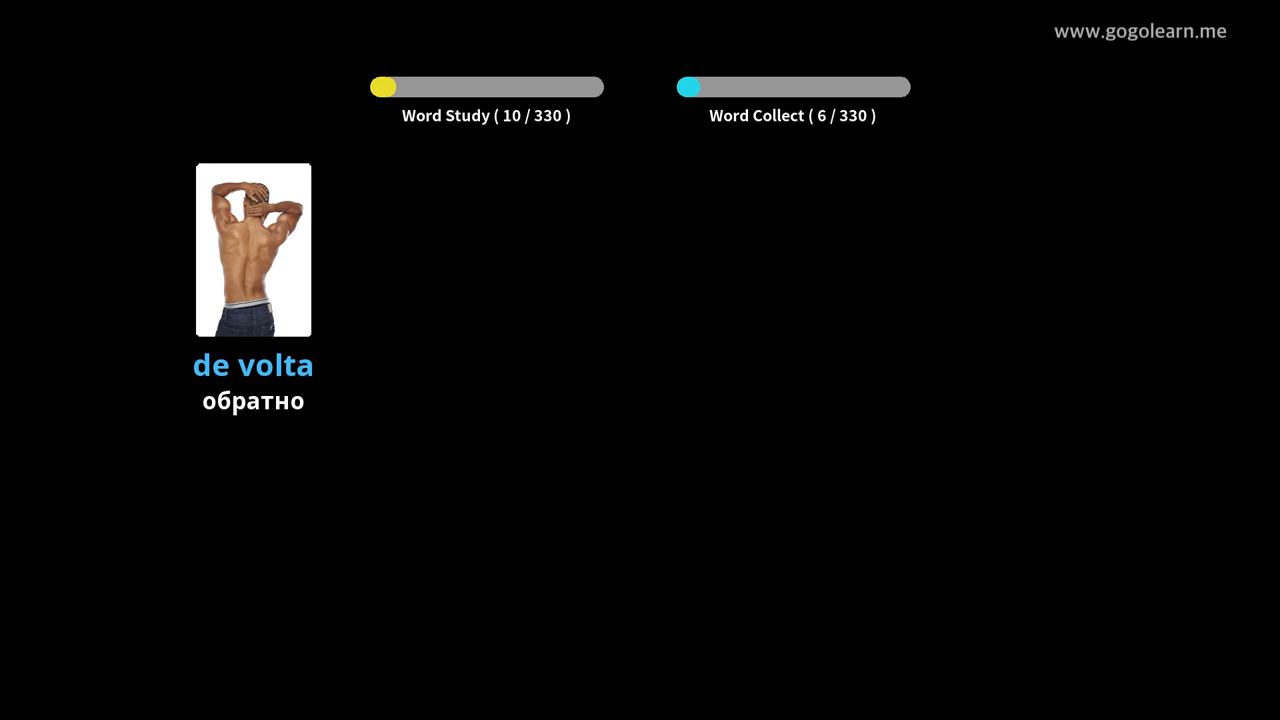 www.gogolearn.me
Word Study ( 10 / 330 )
Word Collect ( 6 / 330 )
de volta
обратно